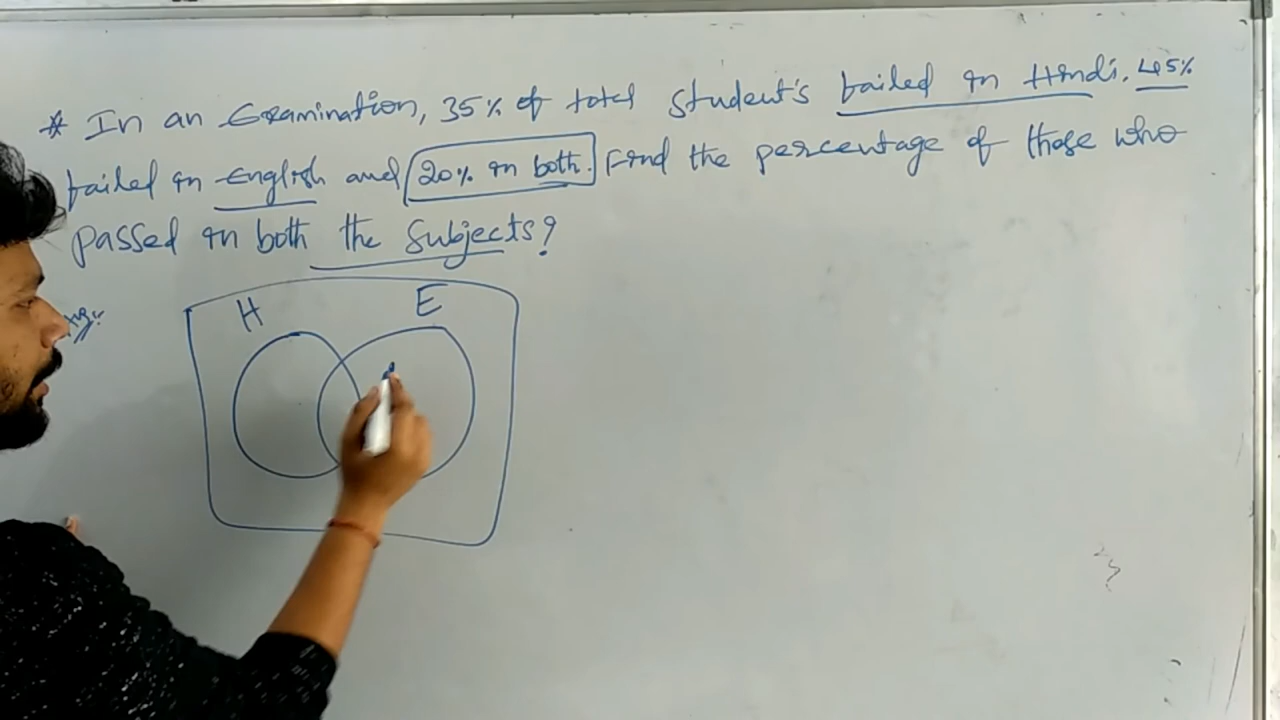 * In an Examination, 35% of total Student's failed in Hindi. 45%
failed in English and 20% in both. Find the percentage of those who
passed in both the Subjects?
H E